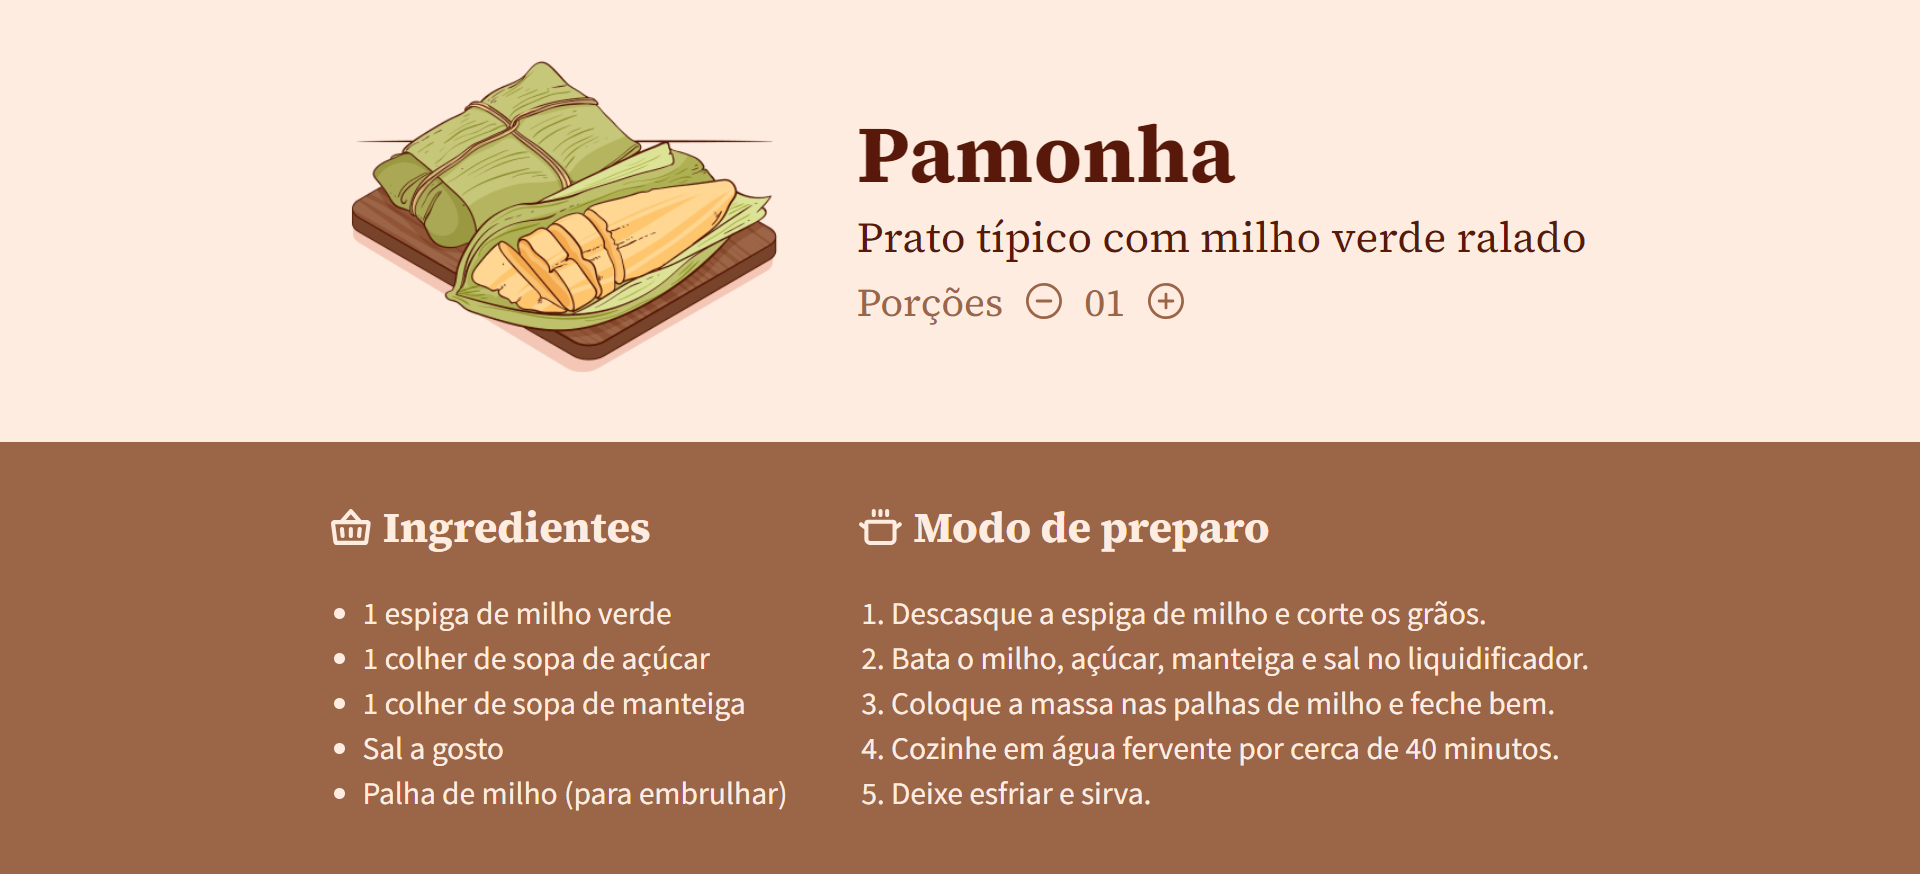 Pamonha
Prato típico com milho verde ralado
Porções 01
Ingredientes
• 1 espiga de milho verde
• 1 colher de sopa de açúcar
• 1 colher de sopa de manteiga
• Sal a gosto
• Palha de milho (para embrulhar)
Modo de preparo
1. Descasque a espiga de milho e corte os grãos.
2. Bata o milho, açúcar, manteiga e sal no liquidificador.
3. Coloque a massa nas palhas de milho e feche bem.
4. Cozinhe em água fervente por cerca de 40 minutos.
5. Deixe esfriar e sirva.